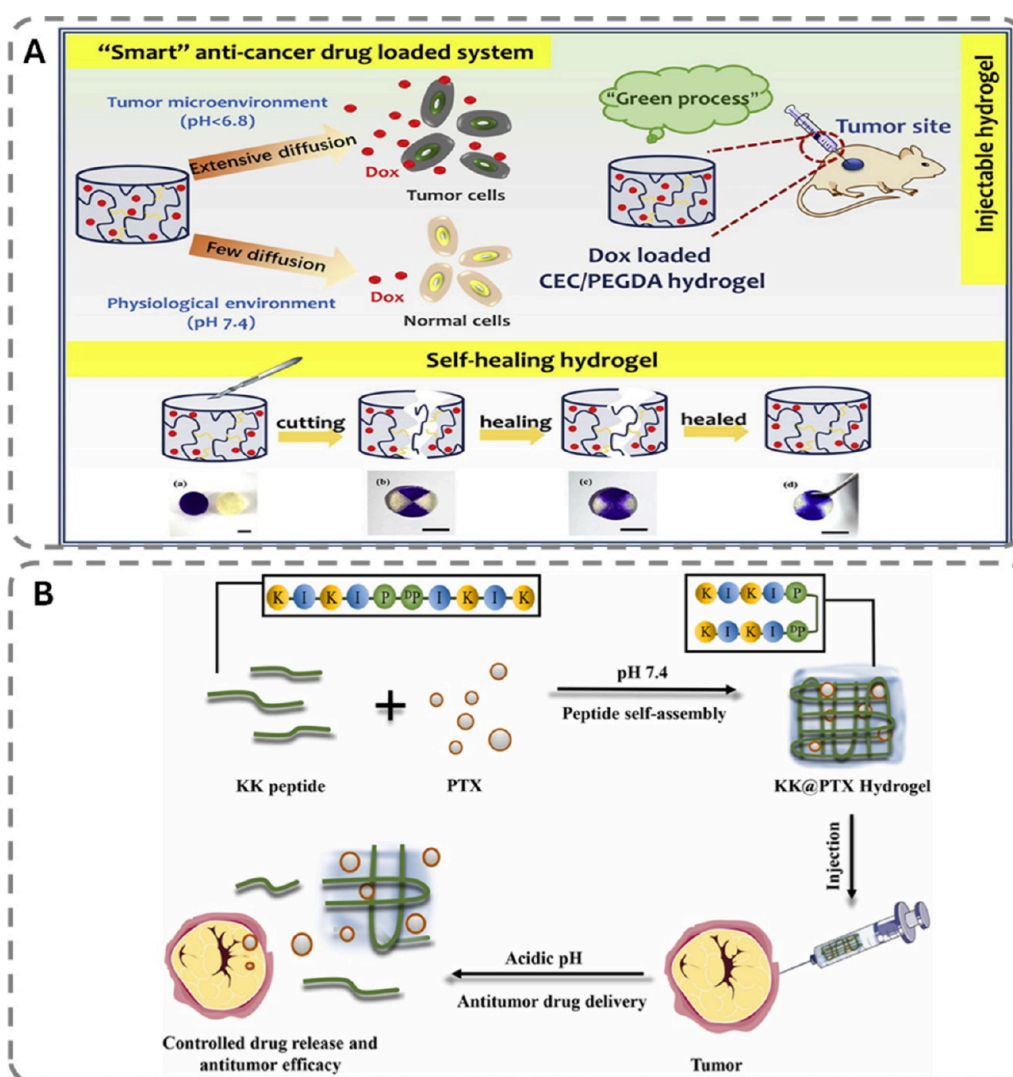 A
“Smart” anti-cancer drug loaded system
Tumor microenvironment
(pH<6.8)
Extensive diffusion
Dox
Tumor cells
Few diffusion
Dox
Physiological environment
(pH 7.4)
Normal cells
“Green process”
Tumor site
Dox loaded
CEC/PEGDA hydrogel
Injectable hydrogel
Self-healing hydrogel
cutting
healing
healed
(a)
(b)
(c)
(d)
B
K I K I P DP I K I K
K I K I P
K I K I DP
KK peptide
+
PTX
pH 7.4
Peptide self-assembly
KK@PTX Hydrogel
Injection
Acidic pH
Antitumor drug delivery
Controlled drug release and
antitumor efficacy
Tumor